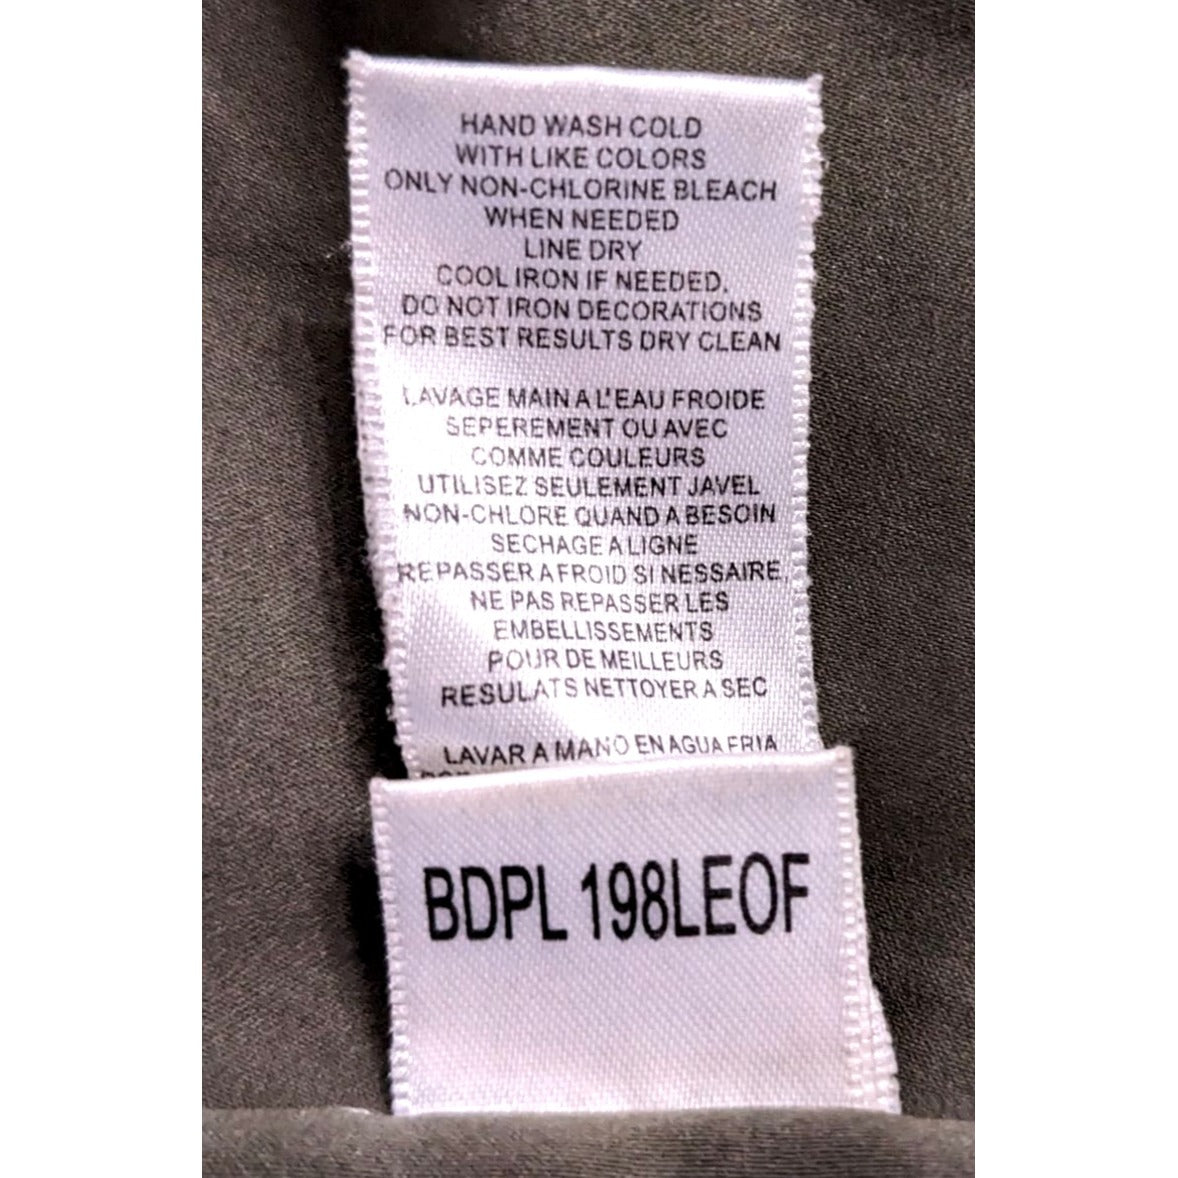 HAND WASH COLD
WITH LIKE COLORS
ONLY NON-CHLORINE BLEACH
WHEN NEEDED
LINE DRY
COOL IRON IF NEEDED.
DO NOT IRON DECORATIONS
FOR BEST RESULTS DRY CLEAN
LAVAGE MAIN A L'EAU FROIDE
SEPEREMENT OU AVEC
COMME COULEURS
UTILISEZ SEULEMENT JAVEL
NON-CHLORE QUAND A BESOIN
SECHAGE A LIGNE
REPASSER A FROID SI NESSAIRE,
NE PAS REPASSER LES
EMBELLISSEMENTS
POUR DE MEILLEURS
RESULATS NETTOYER A SEC
LAVAR A MANO EN AGUA FRIA
BDPL 198LEOF